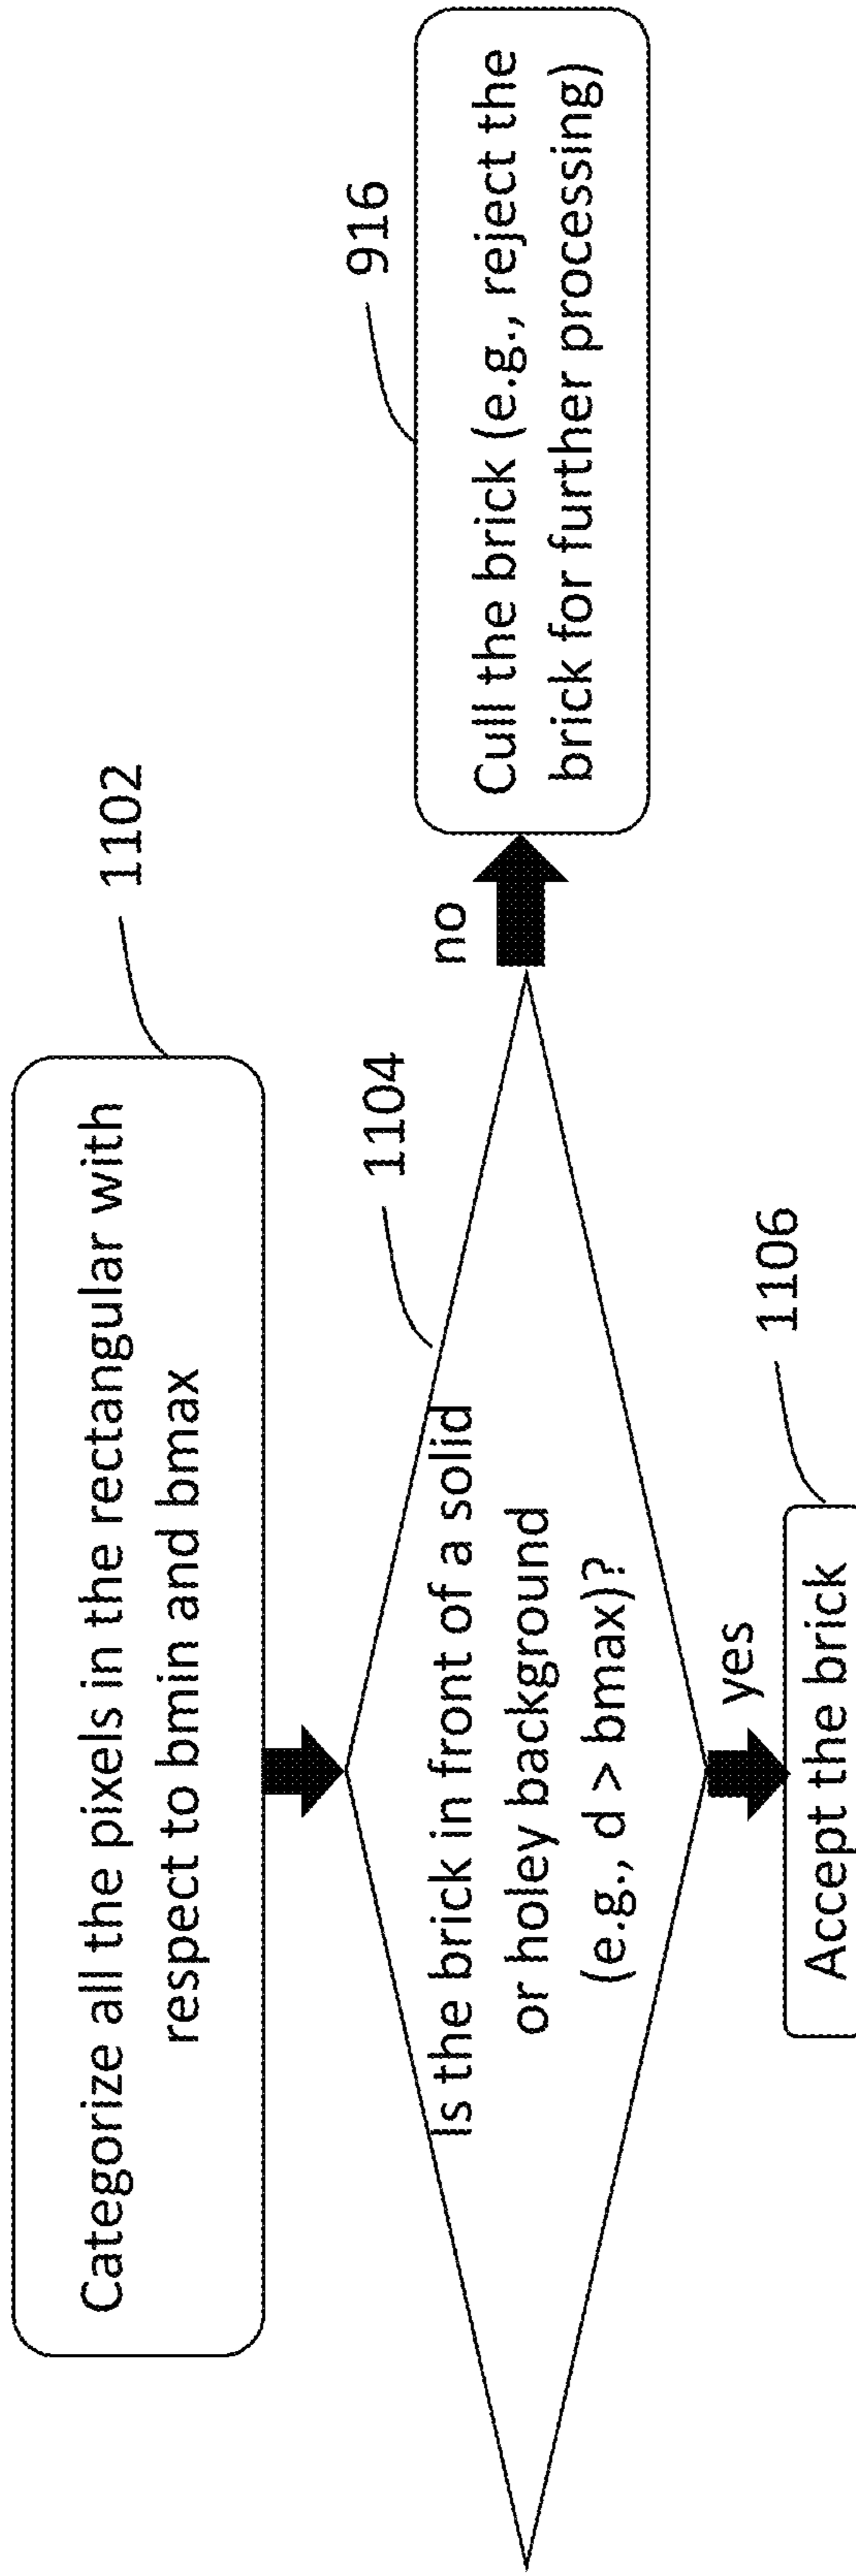 1102
Categorize all the pixels in the rectangular with
respect to bmin and bmax
1104
Is the brick in front of a solid
or holey background
(e.g., d > bmax)?
no
916
Cull the brick (e.g., reject the
brick for further processing)
yes
1106
Accept the brick